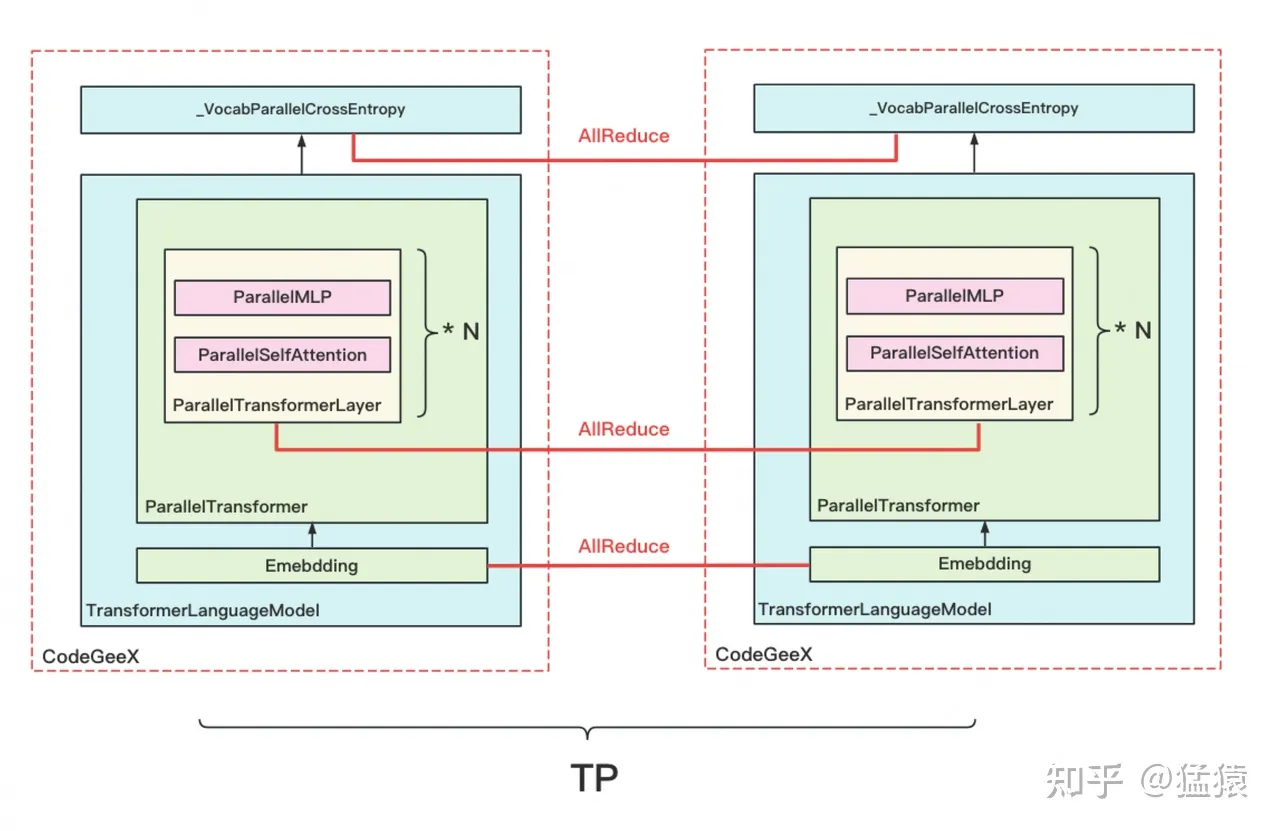 _VocabParallelCrossEntropy
AllReduce
_VocabParallelCrossEntropy
ParallelMLP
ParallelSelfAttention
ParallelTransformerLayer
* N
ParallelMLP
ParallelSelfAttention
ParallelTransformerLayer
* N
AllReduce
ParallelTransformer
ParallelTransformer
AllReduce
Emebdding
Emebdding
TransformerLanguageModel
TransformerLanguageModel
CodeGeeX
CodeGeeX
TP
知乎 @猛猿